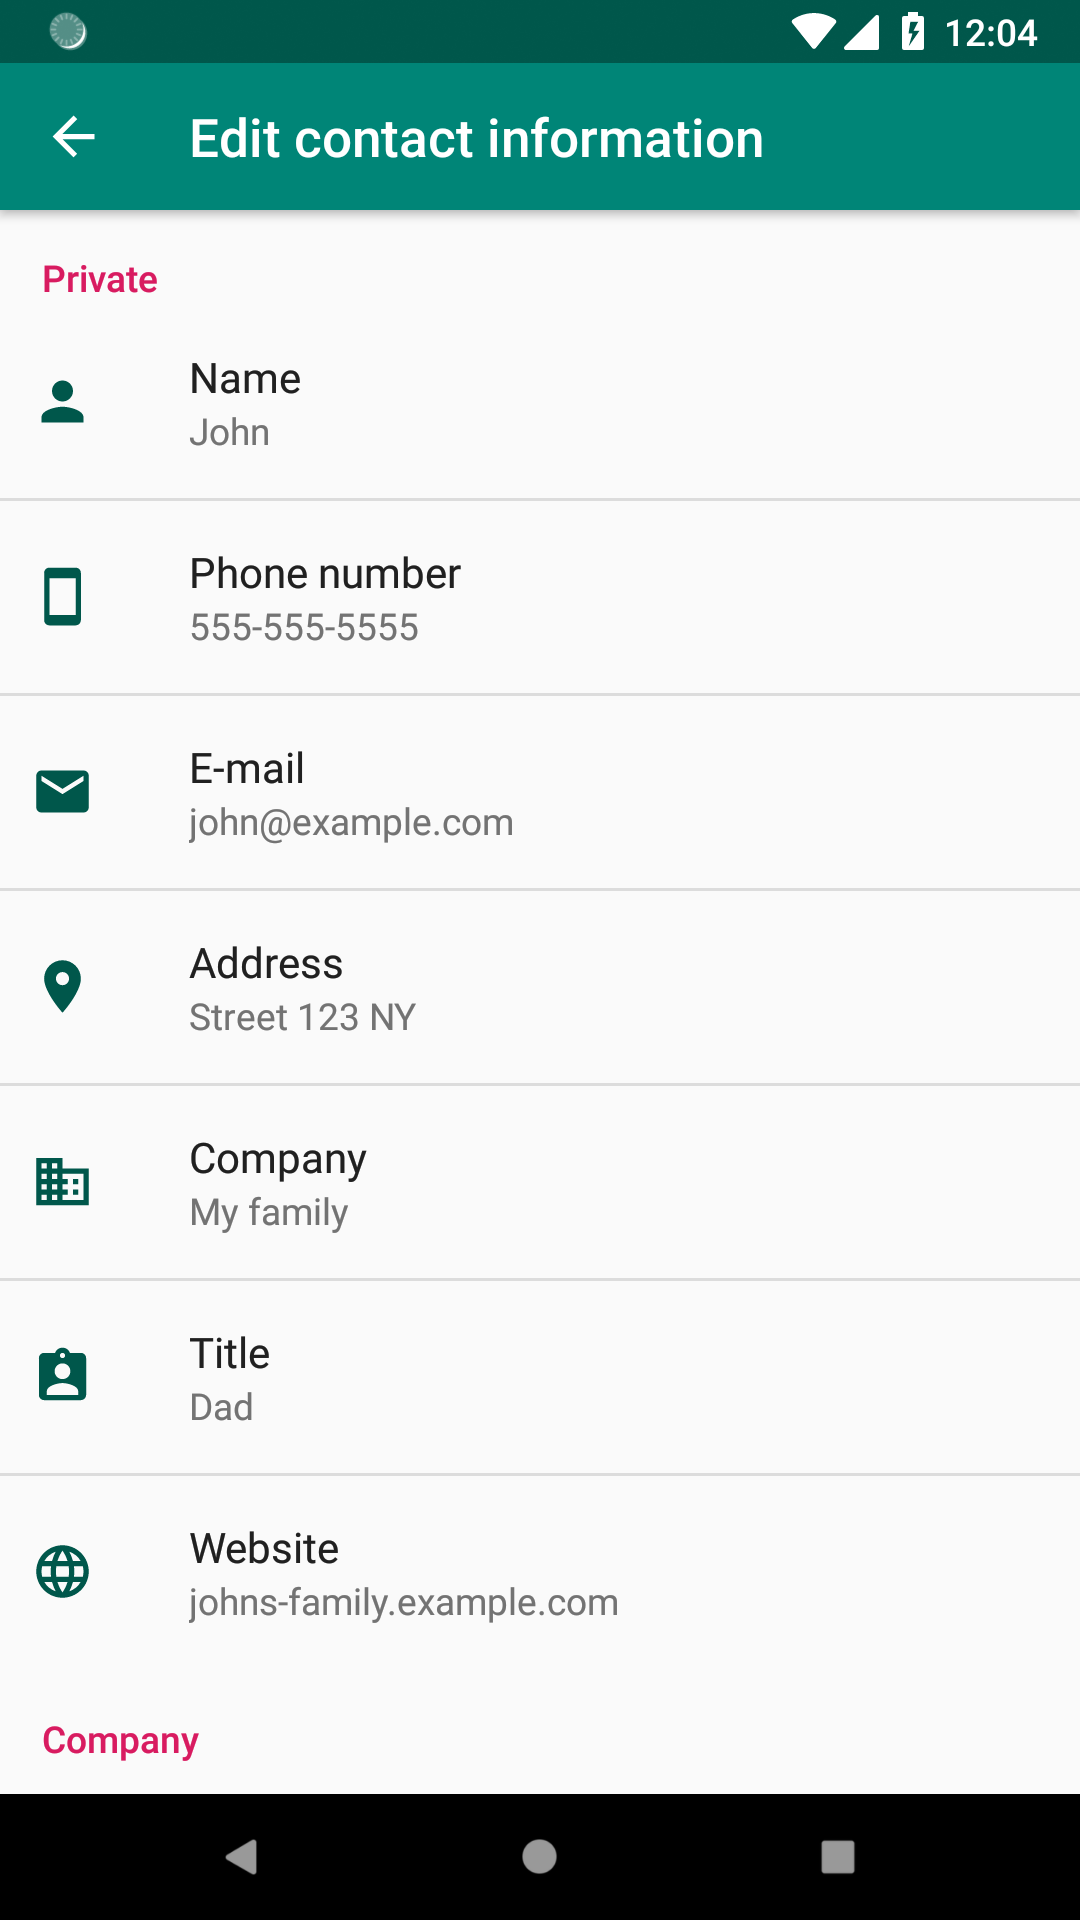 12:04
Edit contact information
Private
Name
John
Phone number
555-555-5555
E-mail
john@example.com
Address
Street 123 NY
Company
My family
Title
Dad
Website
johns-family.example.com
Company